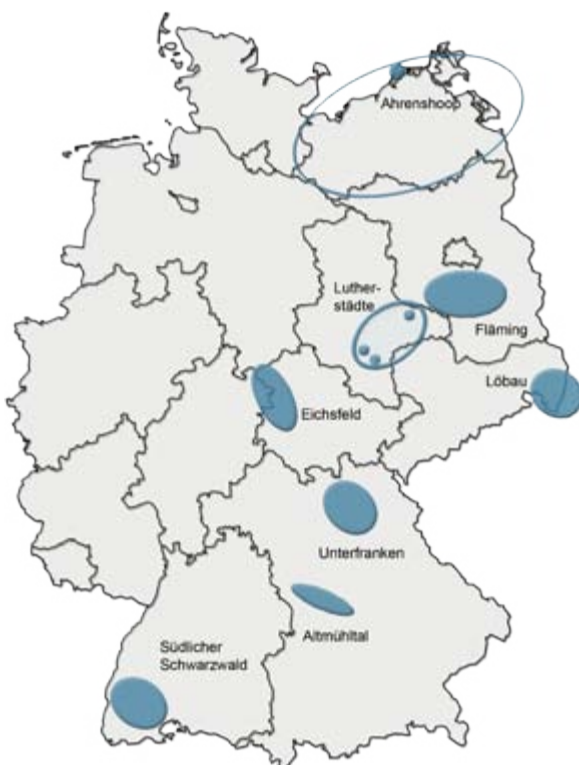 Ahrenshoop
Luther-
städte
Fläming
Löbau
Eichsfeld
Unterfranken
Altmühltal
Südlicher
Schwarzwald